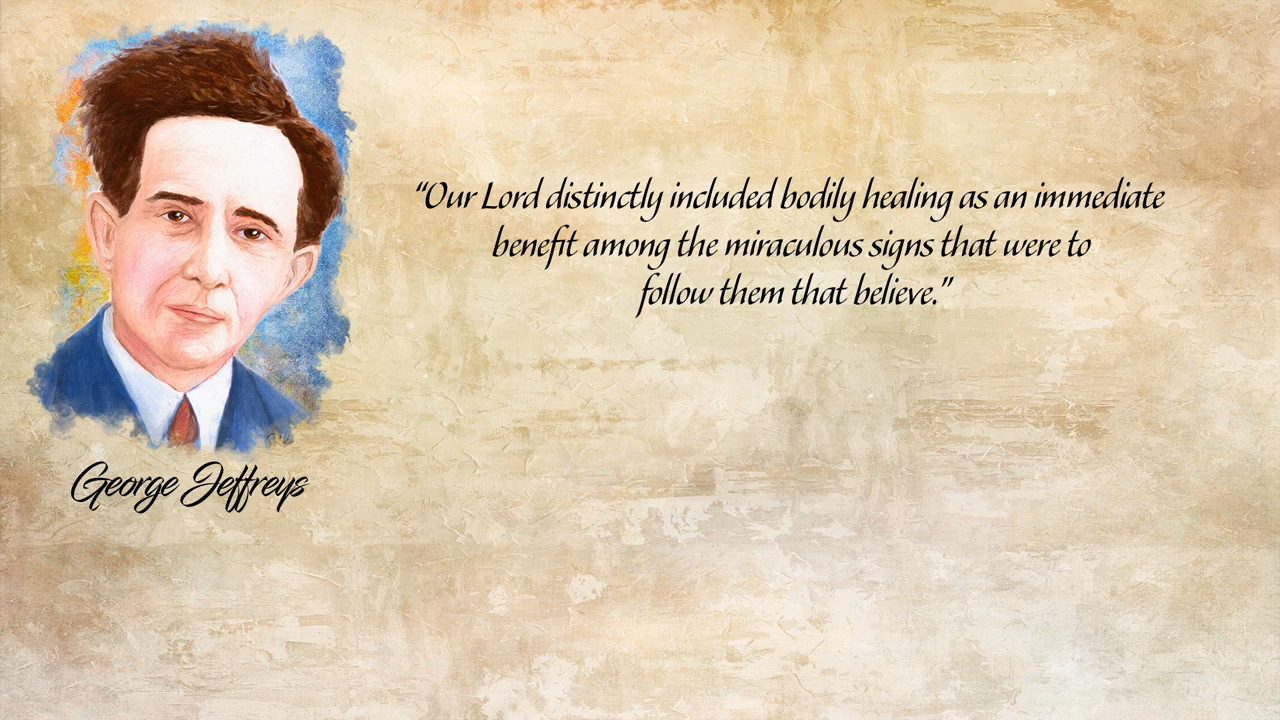 “Our Lord distinctly included bodily healing as an immediate
benefit among the miraculous signs that were to
follow them that believe.”
George Jeffreys